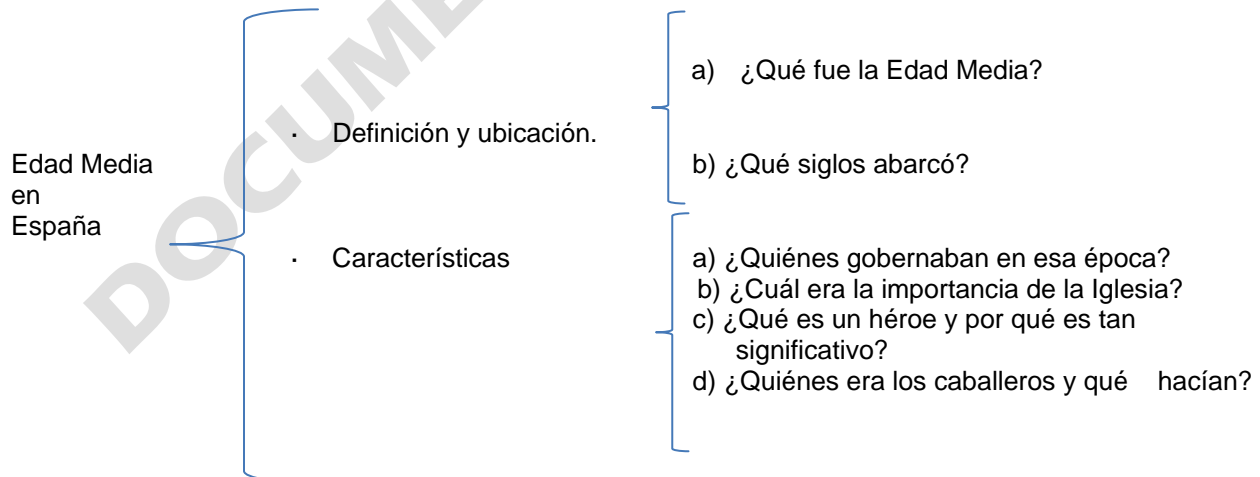 Edad Media
en
España
· Definición y ubicación.
a) ¿Qué fue la Edad Media?
b) ¿Qué siglos abarcó?
· Características
a) ¿Quiénes gobernaban en esa época?
b) ¿Cuál era la importancia de la Iglesia?
c) ¿Qué es un héroe y por qué es tan
significativo?
d) ¿Quiénes era los caballeros y qué hacían?
DOCUME